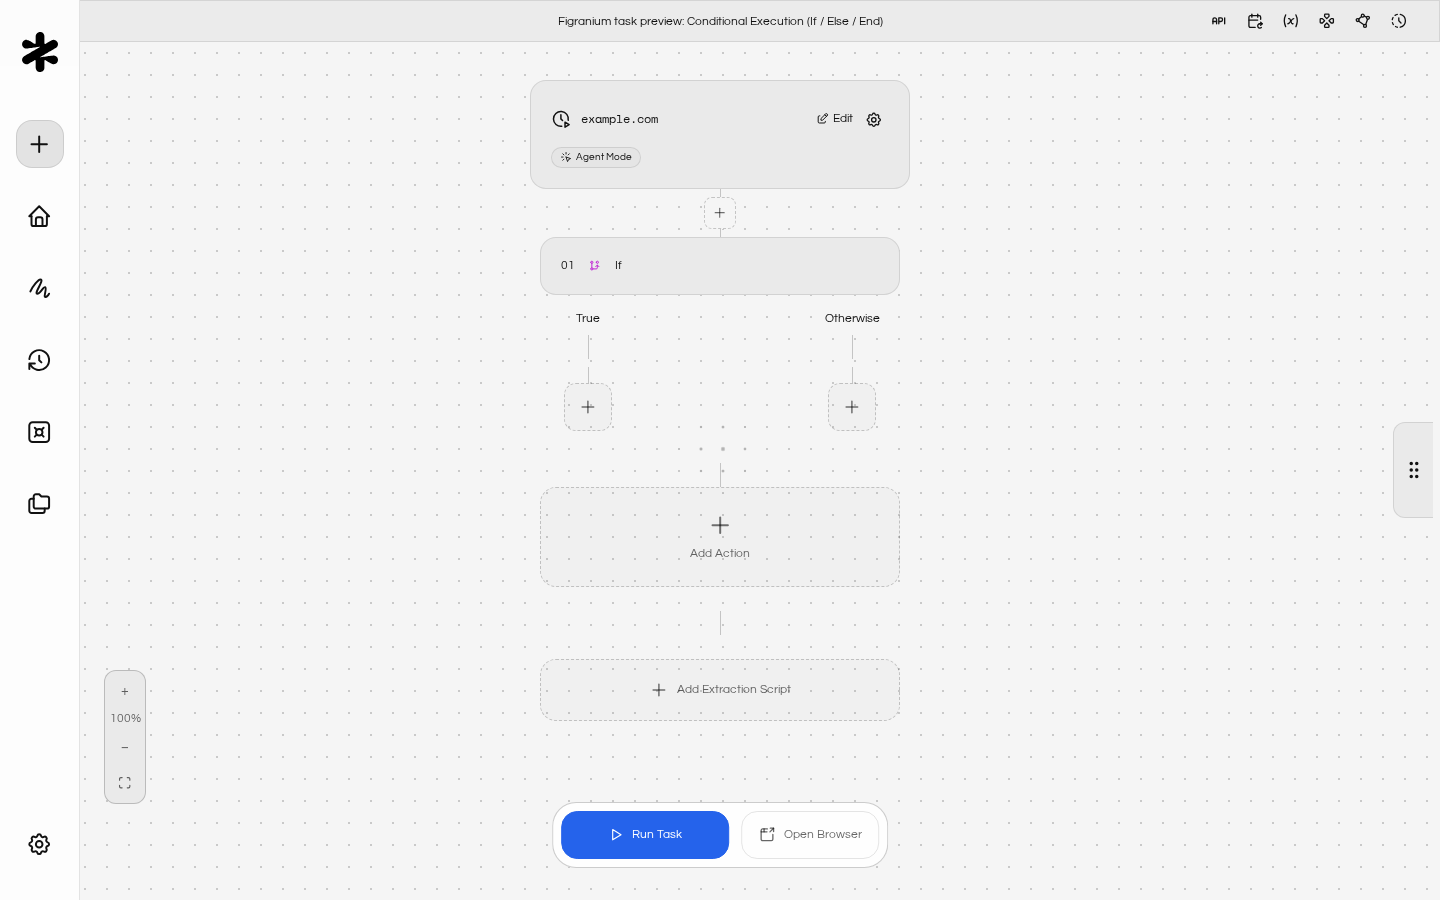 Figranium task preview: Conditional Execution (If / Else / End)
API
(x)
example.com
Edit
Agent Mode
01 If
True
Otherwise
Add Action
Add Extraction Script
+
100%
−
Run Task
Open Browser